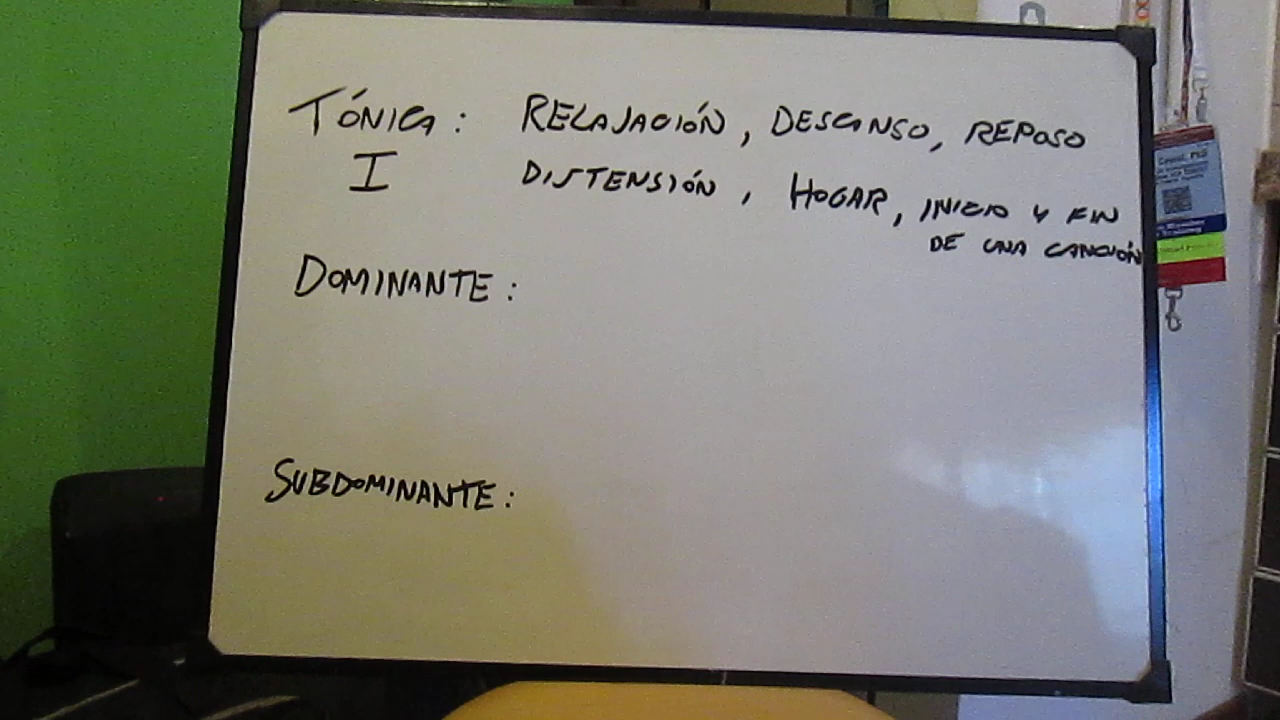 TÓNICA: RELAJACIÓN, DESCANSO, REPOSO
I DISTENSIÓN, HOGAR, INICIO Y FIN
DE UNA CANCIÓN
DOMINANTE:
SUBDOMINANTE: